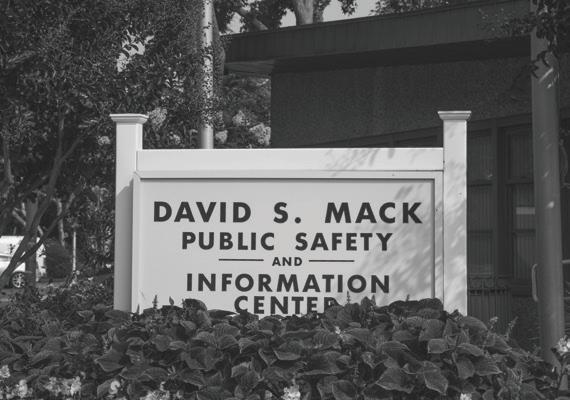 DAVID S. MACK
PUBLIC SAFETY
AND
INFORMATION
CENTER